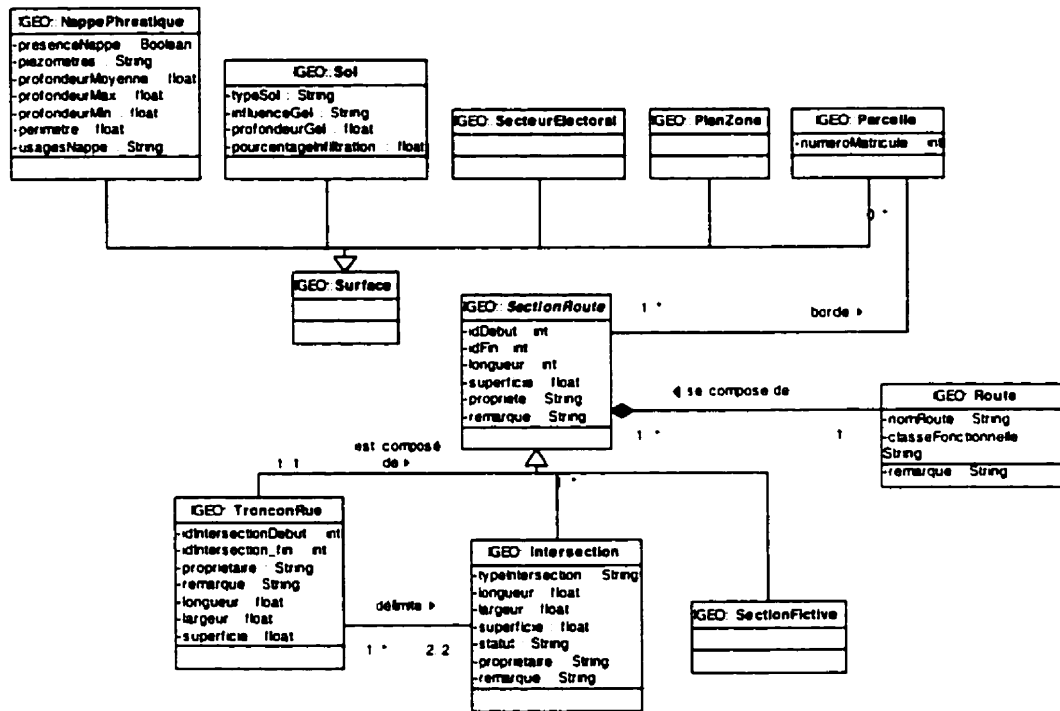 IGEO::NappePhreatique
-presenceNappe Boolean
-piezometres : String
-profondeurMoyenne float
-profondeurMax float
-profondeurMin : float
-perimetre float
-usagesNappe : String
IGEO::Sol
-typeSol : String
-influenceGel : String
-profondeurGel : float
-pourcentageInfiltration : float
IGEO::SecteurElectoral
IGEO::PlanZone
IGEO::Parcelle
-numeroMatricule int
0 *
IGEO::Surface
IGEO::SectionRoute
-idDebut int
-idFin int
-longueur int
-superficie float
-propriete String
-remarque String
1 *
borde
se compose de
1 *
1
IGEO: Route
-nomRoute String
-classeFonctionnelle
String
-remarque String
est composé
de
1 1
*
IGEO: TronconRue
-idIntersectionDebut int
-idIntersection_fin int
-proprietaire : String
-remarque : String
-longueur float
-largeur float
-superficie float
délimite
1 *
2 2
IGEO: Intersection
-typeIntersection String
-longueur float
-largeur float
-superficie : float
-statut : String
-proprietaire : String
-remarque String
IGEO::SectionFictive